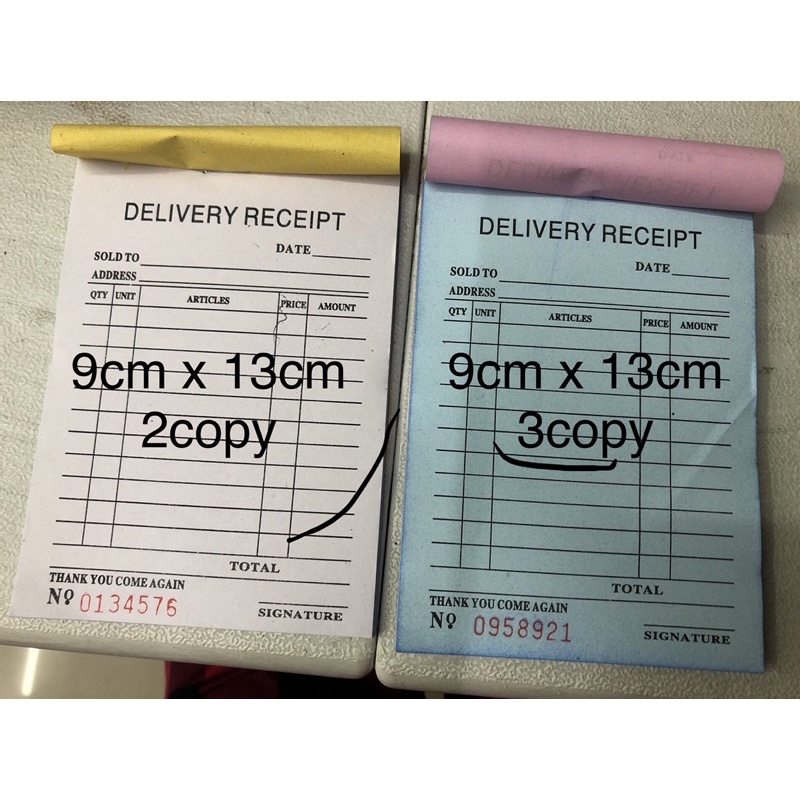 DELIVERY RECEIPT
DATE
SOLD TO
ADDRESS
QTY UNIT ARTICLES PRICE AMOUNT
9cm x 13cm
2copy
TOTAL
THANK YOU COME AGAIN
Nº 0134576
SIGNATURE
DELIVERY RECEIPT
DATE
SOLD TO
ADDRESS
QTY UNIT ARTICLES PRICE AMOUNT
9cm x 13cm
3copy
TOTAL
THANK YOU COME AGAIN
Nº 0958921
SIGNATURE